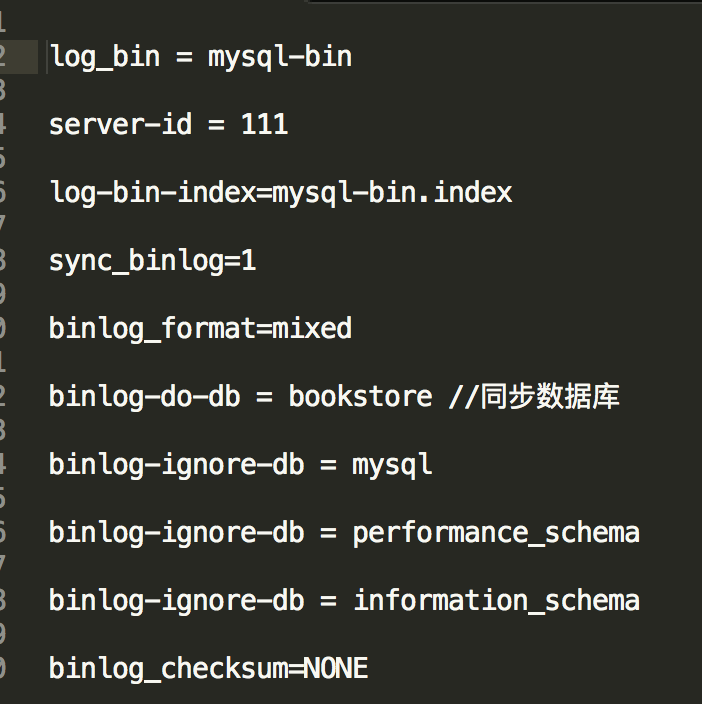 log_bin = mysql-bin
server-id = 111
log-bin-index=mysql-bin.index
sync_binlog=1
binlog_format=mixed
binlog-do-db = bookstore //同步数据库
binlog-ignore-db = mysql
binlog-ignore-db = performance_schema
binlog-ignore-db = information_schema
binlog_checksum=NONE